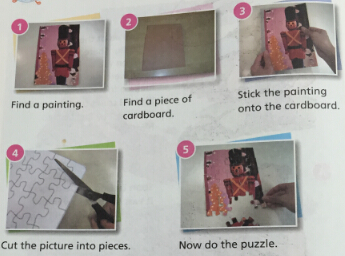 1
Find a painting.
2
Find a piece of
cardboard.
3
Stick the painting
onto the cardboard.
4
Cut the picture into pieces.
5
Now do the puzzle.